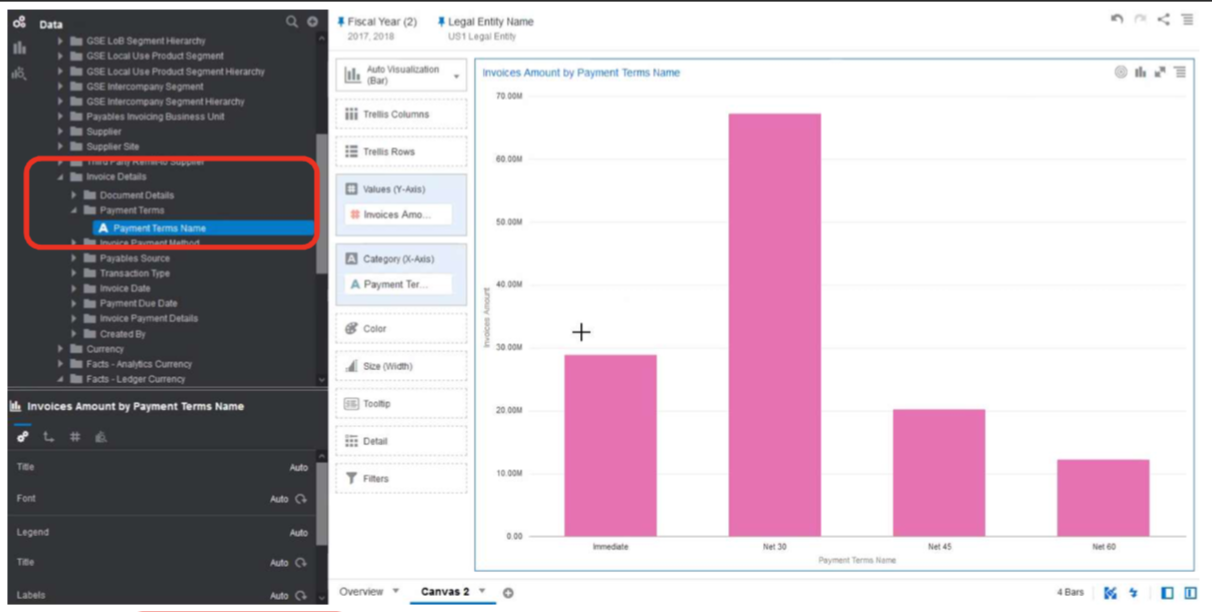 Data
GSE LoB Segment Hierarchy
GSE Local Use Product Segment
GSE Local Use Product Segment Hierarchy
GSE Intercompany Segment
GSE Intercompany Segment Hierarchy
Payables Invoicing Business Unit
Supplier
Supplier Site
Third Party Remit-to Supplier
Invoice Details
Document Details
Payment Terms
A Payment Terms Name
Invoice Payment Method
Payables Source
Transaction Type
Invoice Date
Payment Due Date
Invoice Payment Details
Created By
Currency
Facts - Analytics Currency
Facts - Ledger Currency
Invoices Amount by Payment Terms Name
#
Title Auto
Font Auto
Legend Auto
Title Auto
Labels Auto
Fiscal Year (2) Legal Entity Name
2017, 2018 US1 Legal Entity
Auto Visualization
(Bar)
Trellis Columns
Trellis Rows
Values (Y-Axis)
# Invoices Amo...
A Category (X-Axis)
A Payment Ter...
Color
Size (Width)
Tooltip
Detail
Filters
Invoices Amount by Payment Terms Name
70.00M
60.00M
50.00M
40.00M
30.00M
20.00M
10.00M
0.00
Invoices Amount
Immediate Net 30 Net 45 Net 60
Payment Terms Name
Overview Canvas 2 4 Bars